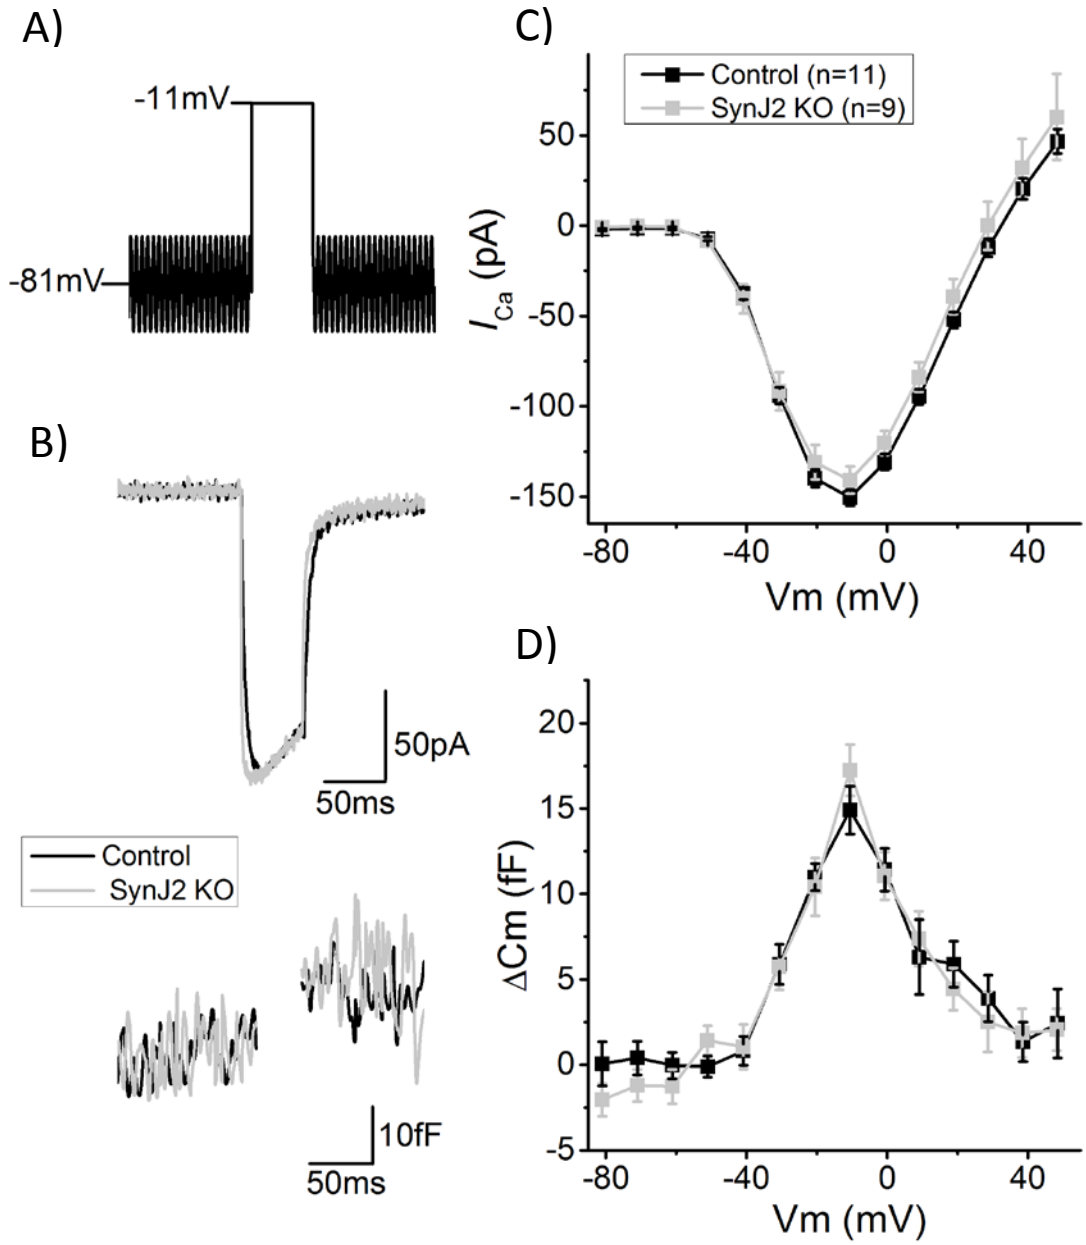 A)
-11mV
-81mV
B)
50pA
50ms
Control
SynJ2 KO
10fF
50ms
C)
Control (n=11)
SynJ2 KO (n=9)
50
0
-50
-100
-150
I Ca (pA)
-80 -40 0 40
Vm (mV)
D)
20
15
10
5
0
-5
ΔCm (fF)
-80 -40 0 40
Vm (mV)